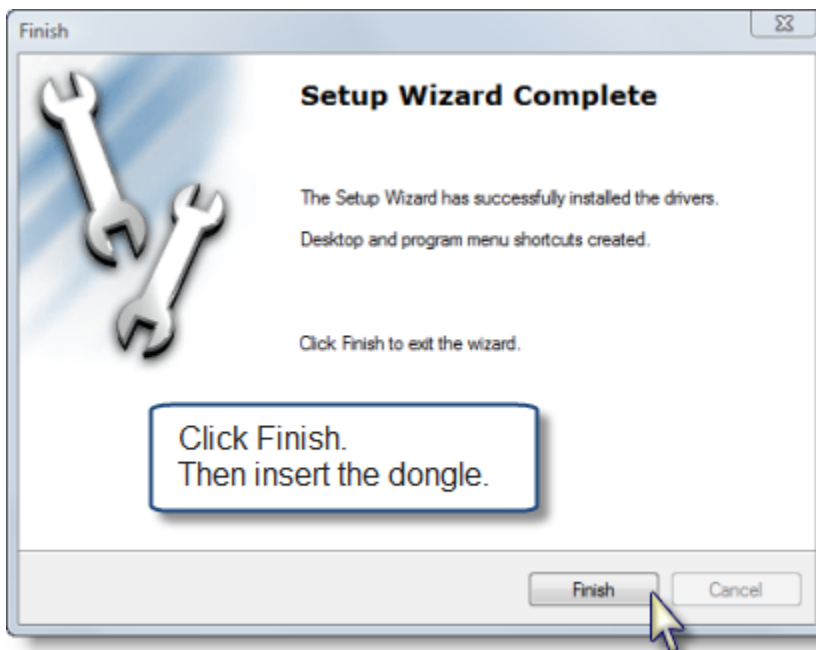 Finish
Setup Wizard Complete
The Setup Wizard has successfully installed the drivers.
Desktop and program menu shortcuts created.
Click Finish to exit the wizard.
Click Finish.
Then insert the dongle.
Finish
Cancel